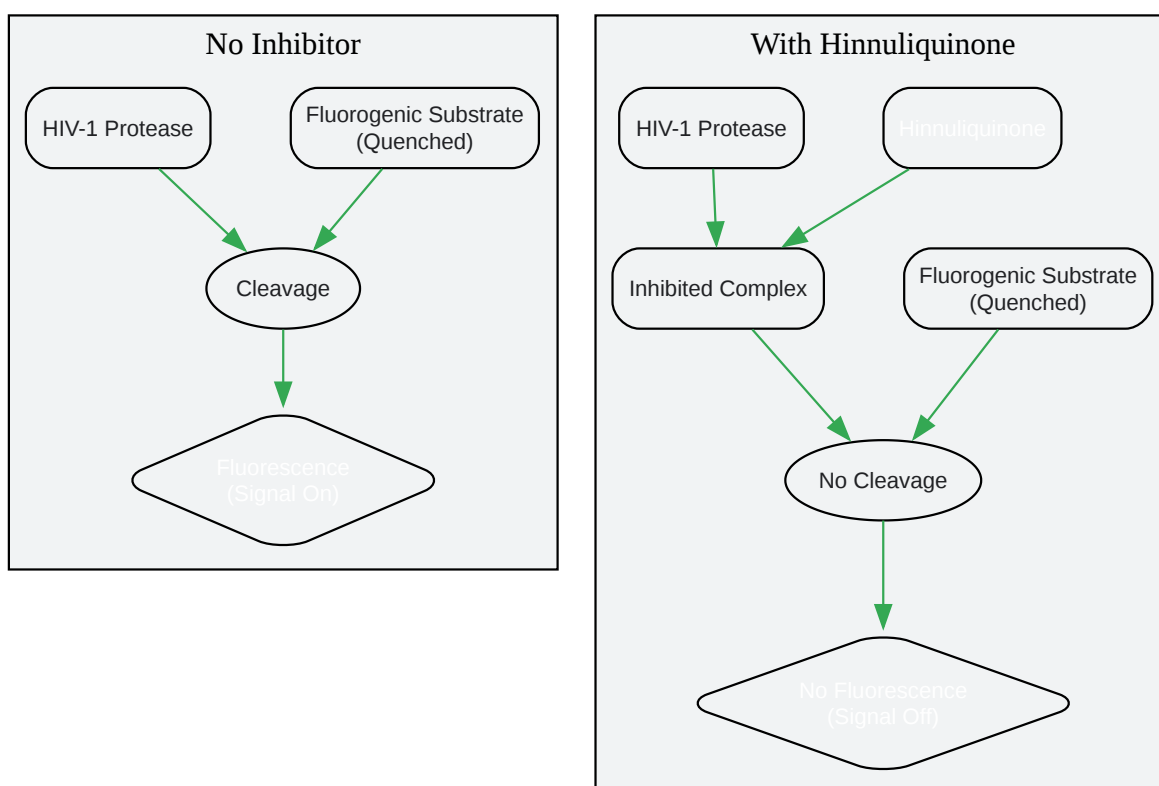 No Inhibitor
HIV-1 Protease
Fluorogenic Substrate
(Quenched)
Cleavage
Fluorescence
(Signal On)
With Hinnuliquinone
HIV-1 Protease
Hinnuliquinone
Inhibited Complex
Fluorogenic Substrate
(Quenched)
No Cleavage
No Fluorescence
(Signal Off)